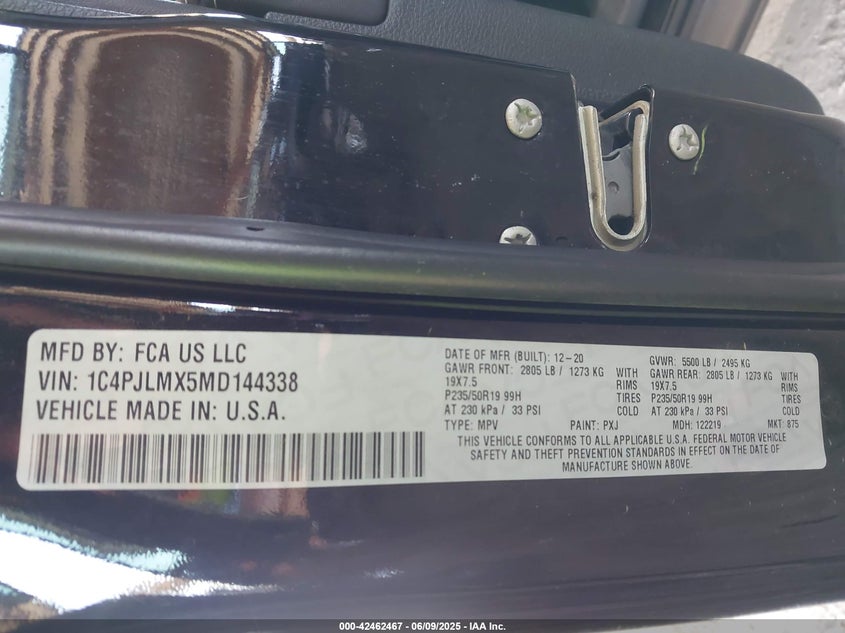 MFD BY: FCA US LLC
VIN: 1C4PJLMX5MD144338
VEHICLE MADE IN: U.S.A.
DATE OF MFR (BUILT): 12-20 GVWR: 5500 LB / 2495 KG
GAWR FRONT: 2805 LB / 1273 KG WITH GAWR REAR: 2805 LB / 1273 KG WITH
19X7.5 RIMS 19X7.5 RIMS
P235/50R19 99H TIRES P235/50R19 99H TIRES
AT 230 kPa / 33 PSI COLD AT 230 kPa / 33 PSI COLD
TYPE: MPV PAINT: PXJ MDH: 122219 MKT: 875
THIS VEHICLE CONFORMS TO ALL APPLICABLE U.S.A. FEDERAL MOTOR VEHICLE
SAFETY AND THEFT PREVENTION STANDARDS IN EFFECT ON THE DATE OF
MANUFACTURE SHOWN ABOVE.
000-42462467 - 06/09/2025 - IAA Inc.